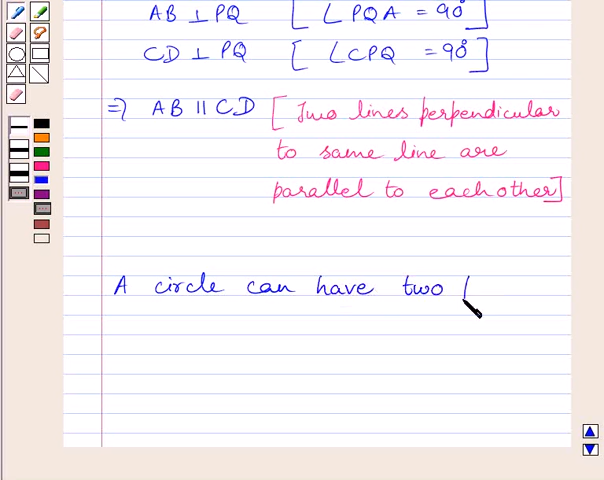 AB ⊥ PQ [ ∠PQA = 90° ]
CD ⊥ PQ [ ∠CPQ = 90° ]
⇒ AB || CD [ Two lines perpendicular
to same line are
parallel to each other]
A circle can have two